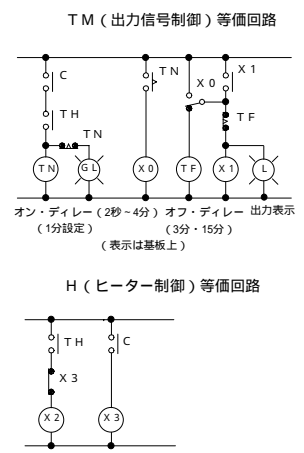 ＴＭ（出力信号制御）等価回路
C
ＴＮ
Ｘ０
Ｘ１
ＴＨ
ＴＮ
ＴＦ
ＴＮ
ＧＬ
Ｘ０
ＴＦ
Ｘ１
Ｌ
オン・ディレー（2秒～4分）
オフ・ディレー
出力表示
（1分設定）
（3分・15分）
（表示は基板上）
Ｈ（ヒーター制御）等価回路
ＴＨ
C
Ｘ３
Ｘ２
Ｘ３